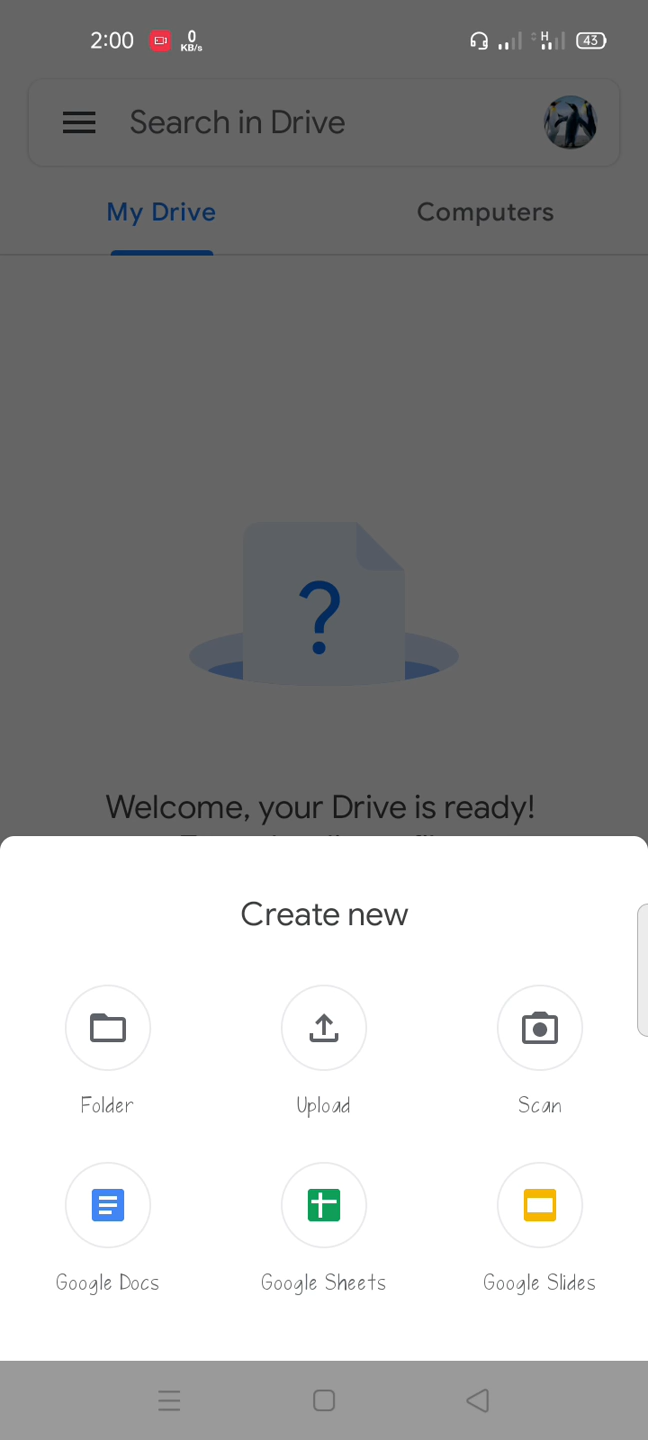 2:00 0 KB/s H 43
Search in Drive
My Drive Computers
?
Welcome, your Drive is ready!
Create new
Folder Upload Scan
Google Docs Google Sheets Google Slides